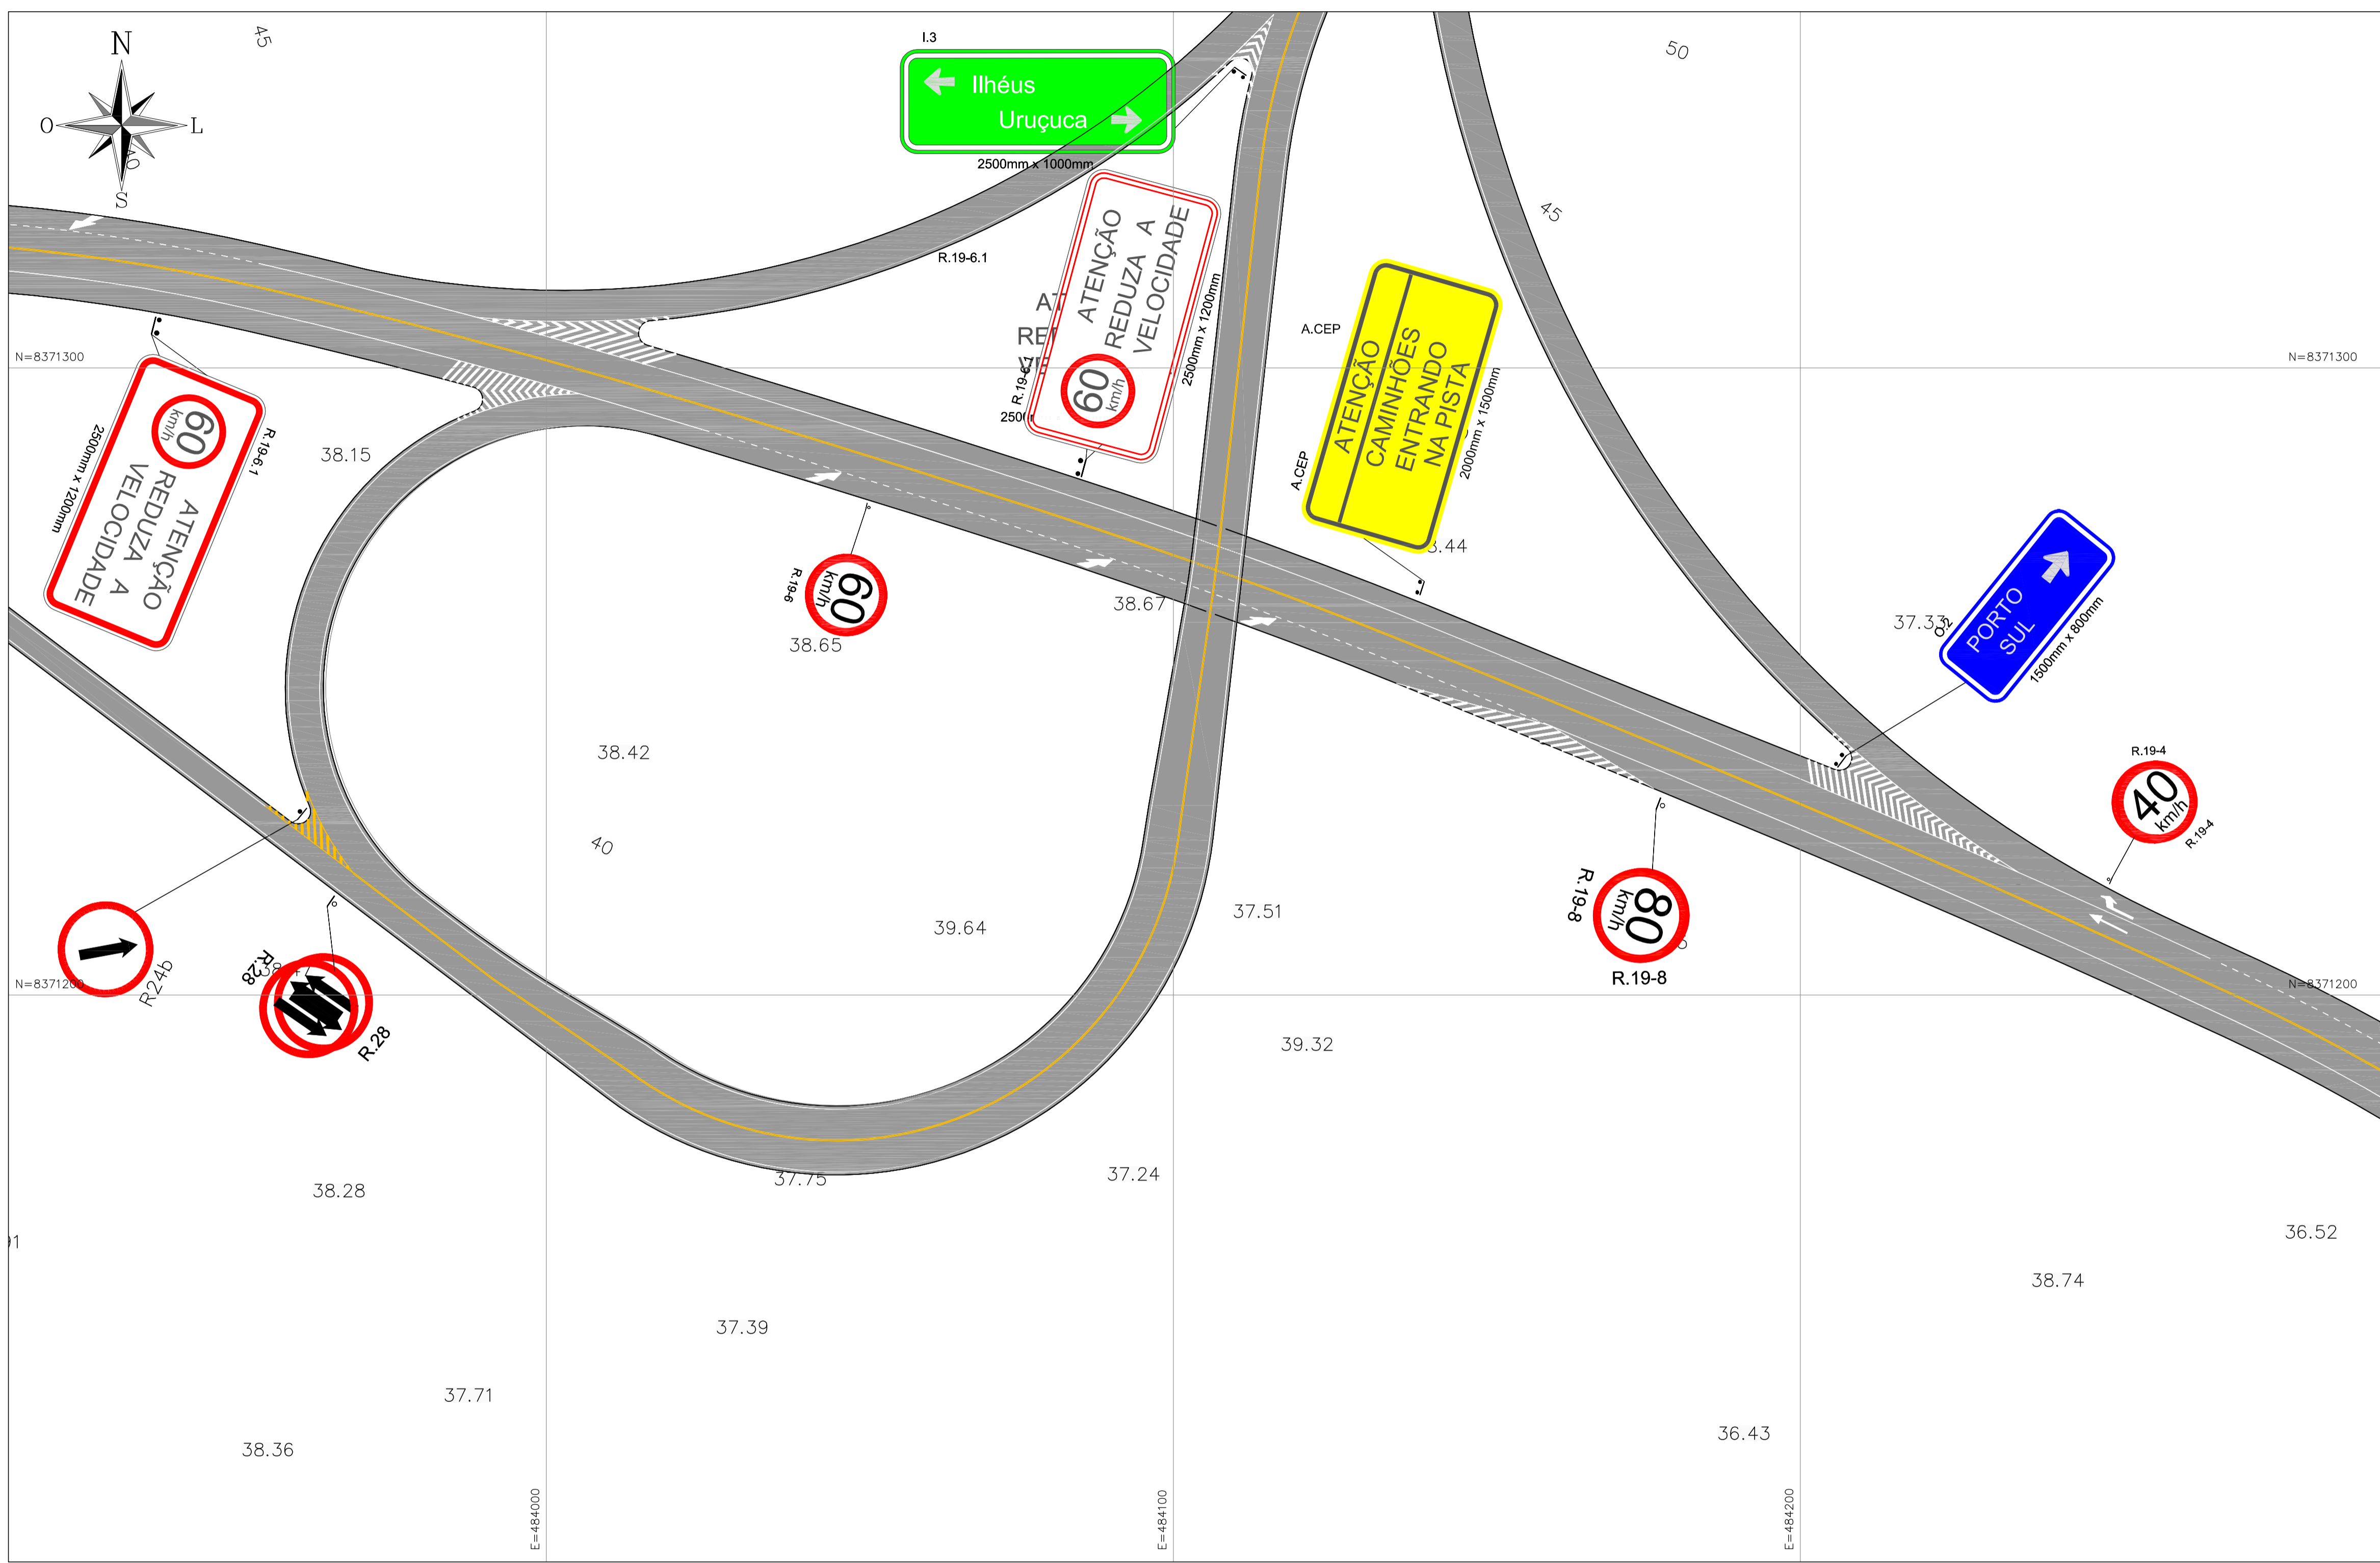 45
N
O
L
S
40
I.3
Ilhéus
Uruçuca
2500mm x 1000mm
50
45
R.19-6.1
ATENÇÃO
REDUZA A
VELOCIDADE
60
km/h
2500mm x 1200mm
R.19-6.1
A.CEP
A.CEP
ATENÇÃO
CAMINHÕES
ENTRANDO
NA PISTA
2000mm x 1500mm
N=8371300
N=8371300
60
km/h
ATENÇÃO
REDUZA A
VELOCIDADE
R.19-6.1
2500mm x 1200mm
38.15
R.19-6
60
km/h
38.65
38.67
O.2
PORTO
SUL
1500mm x 800mm
37.33
38.42
40
R.19-4
40
km/h
R.19-4
39.64
37.51
R.19-8
80
km/h
R.19-8
R24b
R.28
R.28
N=8371200
N=8371200
39.32
38.28
37.75
37.24
36.52
38.74
37.39
37.71
38.36
36.43
E=484000
E=484100
E=484200